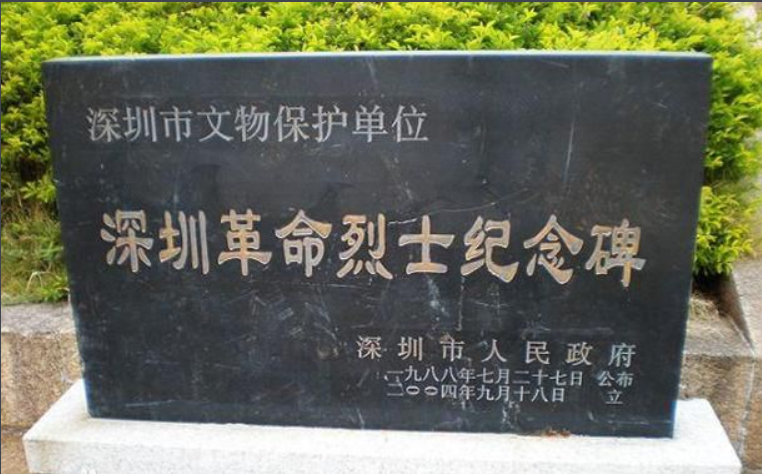 深圳市文物保护单位
深圳革命烈士纪念碑
深圳市人民政府
一九八八年七月二十七日 公布
二〇〇四年九月十八日 立